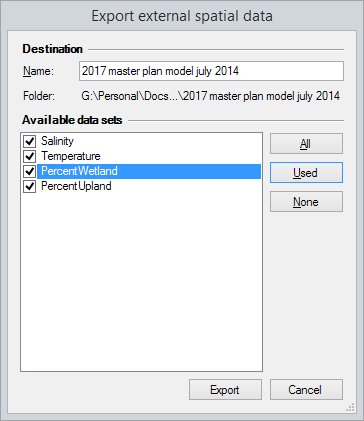 Export external spatial data
Destination
Name: 2017 master plan model july 2014
Folder: G:\Personal\Docs...\2017 master plan model july 2014
Available data sets
Salinity
Temperature
PercentWetland
PercentUpland
All
Used
None
Export Cancel